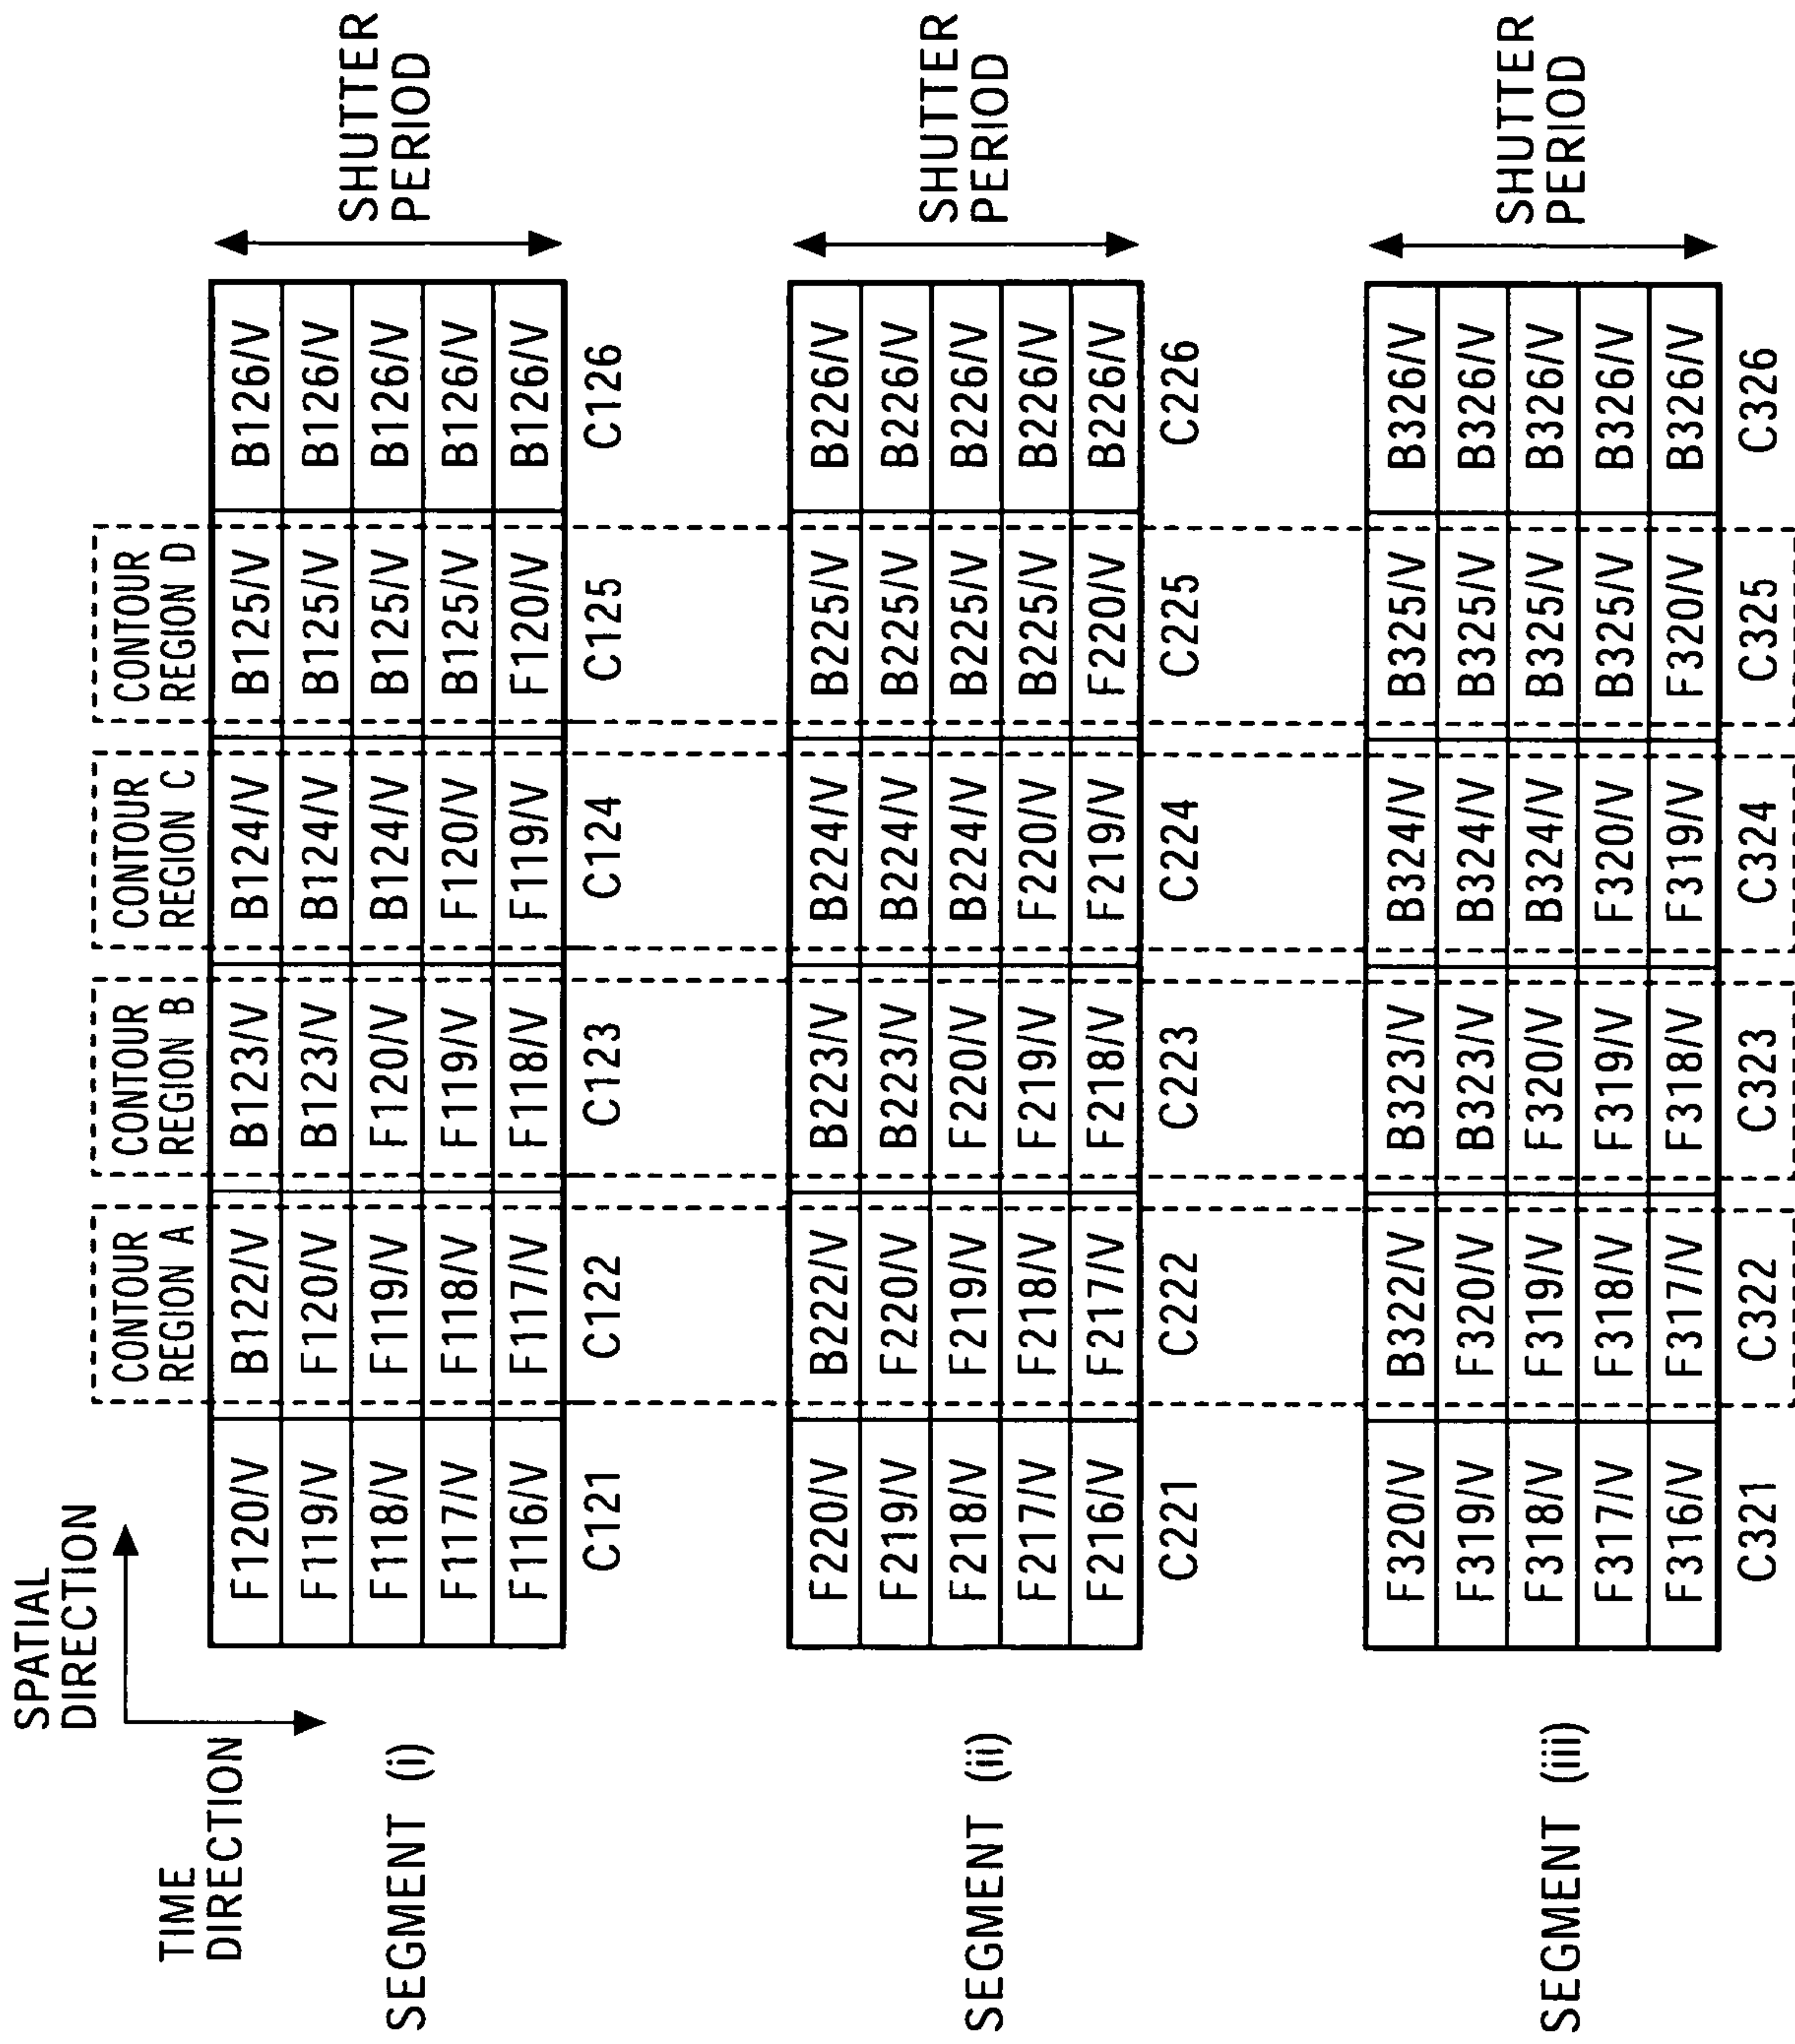 SPATIAL
DIRECTION
TIME
DIRECTION
CONTOUR REGION A
CONTOUR REGION B
CONTOUR REGION C
CONTOUR REGION D
SEGMENT (i)
F120/V B122/V B123/V B124/V B125/V B126/V
F119/V F120/V B123/V B124/V B125/V B126/V
F118/V F119/V F120/V B124/V B125/V B126/V
F117/V F118/V F119/V F120/V B125/V B126/V
F116/V F117/V F118/V F119/V F120/V B126/V
C121 C122 C123 C124 C125 C126
SHUTTER
PERIOD
SEGMENT (ii)
F220/V B222/V B223/V B224/V B225/V B226/V
F219/V F220/V B223/V B224/V B225/V B226/V
F218/V F219/V F220/V B224/V B225/V B226/V
F217/V F218/V F219/V F220/V B225/V B226/V
F216/V F217/V F218/V F219/V F220/V B226/V
C221 C222 C223 C224 C225 C226
SHUTTER
PERIOD
SEGMENT (iii)
F320/V B322/V B323/V B324/V B325/V B326/V
F319/V F320/V B323/V B324/V B325/V B326/V
F318/V F319/V F320/V B324/V B325/V B326/V
F317/V F318/V F319/V F320/V B325/V B326/V
F316/V F317/V F318/V F319/V F320/V B326/V
C321 C322 C323 C324 C325 C326
SHUTTER
PERIOD